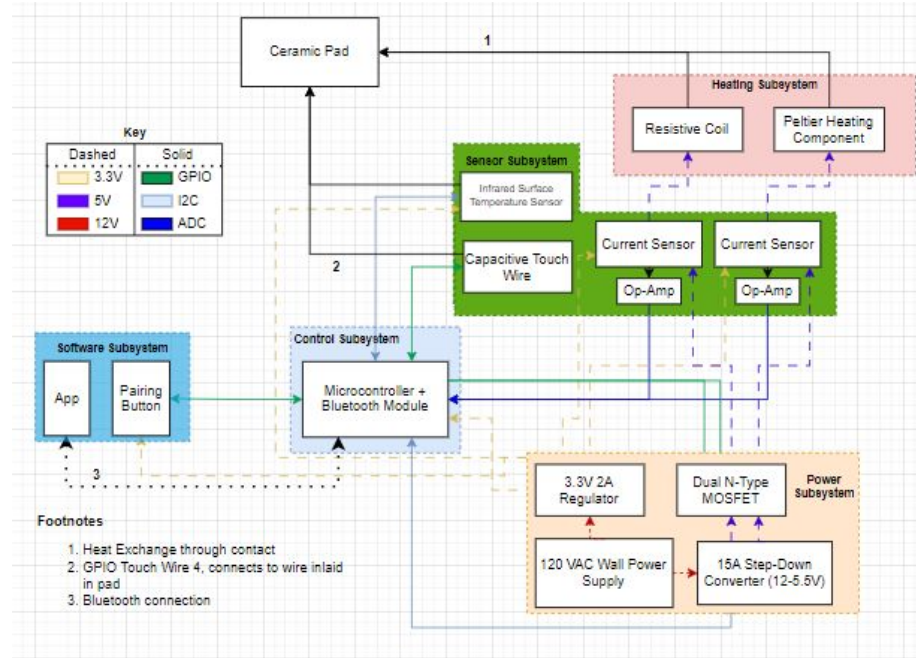 Ceramic Pad
1
Heating Subsystem
Resistive Coil
Peltier Heating
Component
Key
Dashed
Solid
3.3V
GPIO
5V
I2C
12V
ADC
Sensor Subsystem
Infrared Surface
Temperature Sensor
Capacitive Touch
Wire
2
Current Sensor
Current Sensor
Op-Amp
Op-Amp
Software Subsystem
App
Pairing
Button
Control Subsystem
Microcontroller +
Bluetooth Module
3
Power
Subsystem
3.3V 2A
Regulator
Dual N-Type
MOSFET
120 VAC Wall Power
Supply
15A Step-Down
Converter (12-5.5V)
Footnotes
1. Heat Exchange through contact
2. GPIO Touch Wire 4, connects to wire inlaid
in pad
3. Bluetooth connection